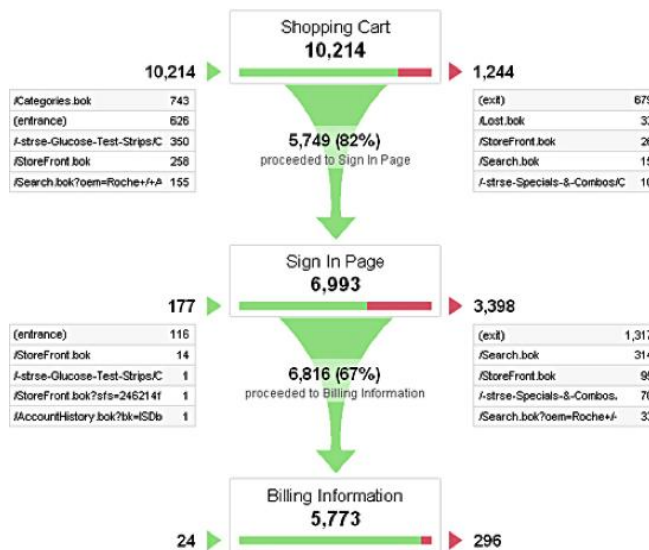 Shopping Cart
10,214
10,214
1,244
/Categories.bok 743
(entrance) 626
/-strse-Glucose-Test-Strips/C 350
/StoreFront.bok 258
/Search.bok?oem=Roche+/+A 155
(exit) 679
/Lost.bok
/StoreFront.bok
/Search.bok
/-strse-Specials-&-Combos/C
5,749 (82%)
proceeded to Sign In Page
Sign In Page
6,993
177
3,398
(entrance) 116
/StoreFront.bok 14
/-strse-Glucose-Test-Strips/C 1
/StoreFront.bok?sfs=246214f 1
/AccountHistory.bok?bk=ISDb 1
(exit) 1,317
/Search.bok 314
/StoreFront.bok
/-strse-Specials-&-Combos.
/Search.bok?oem=Roche+/-
6,816 (67%)
proceeded to Billing Information
Billing Information
5,773
24
296